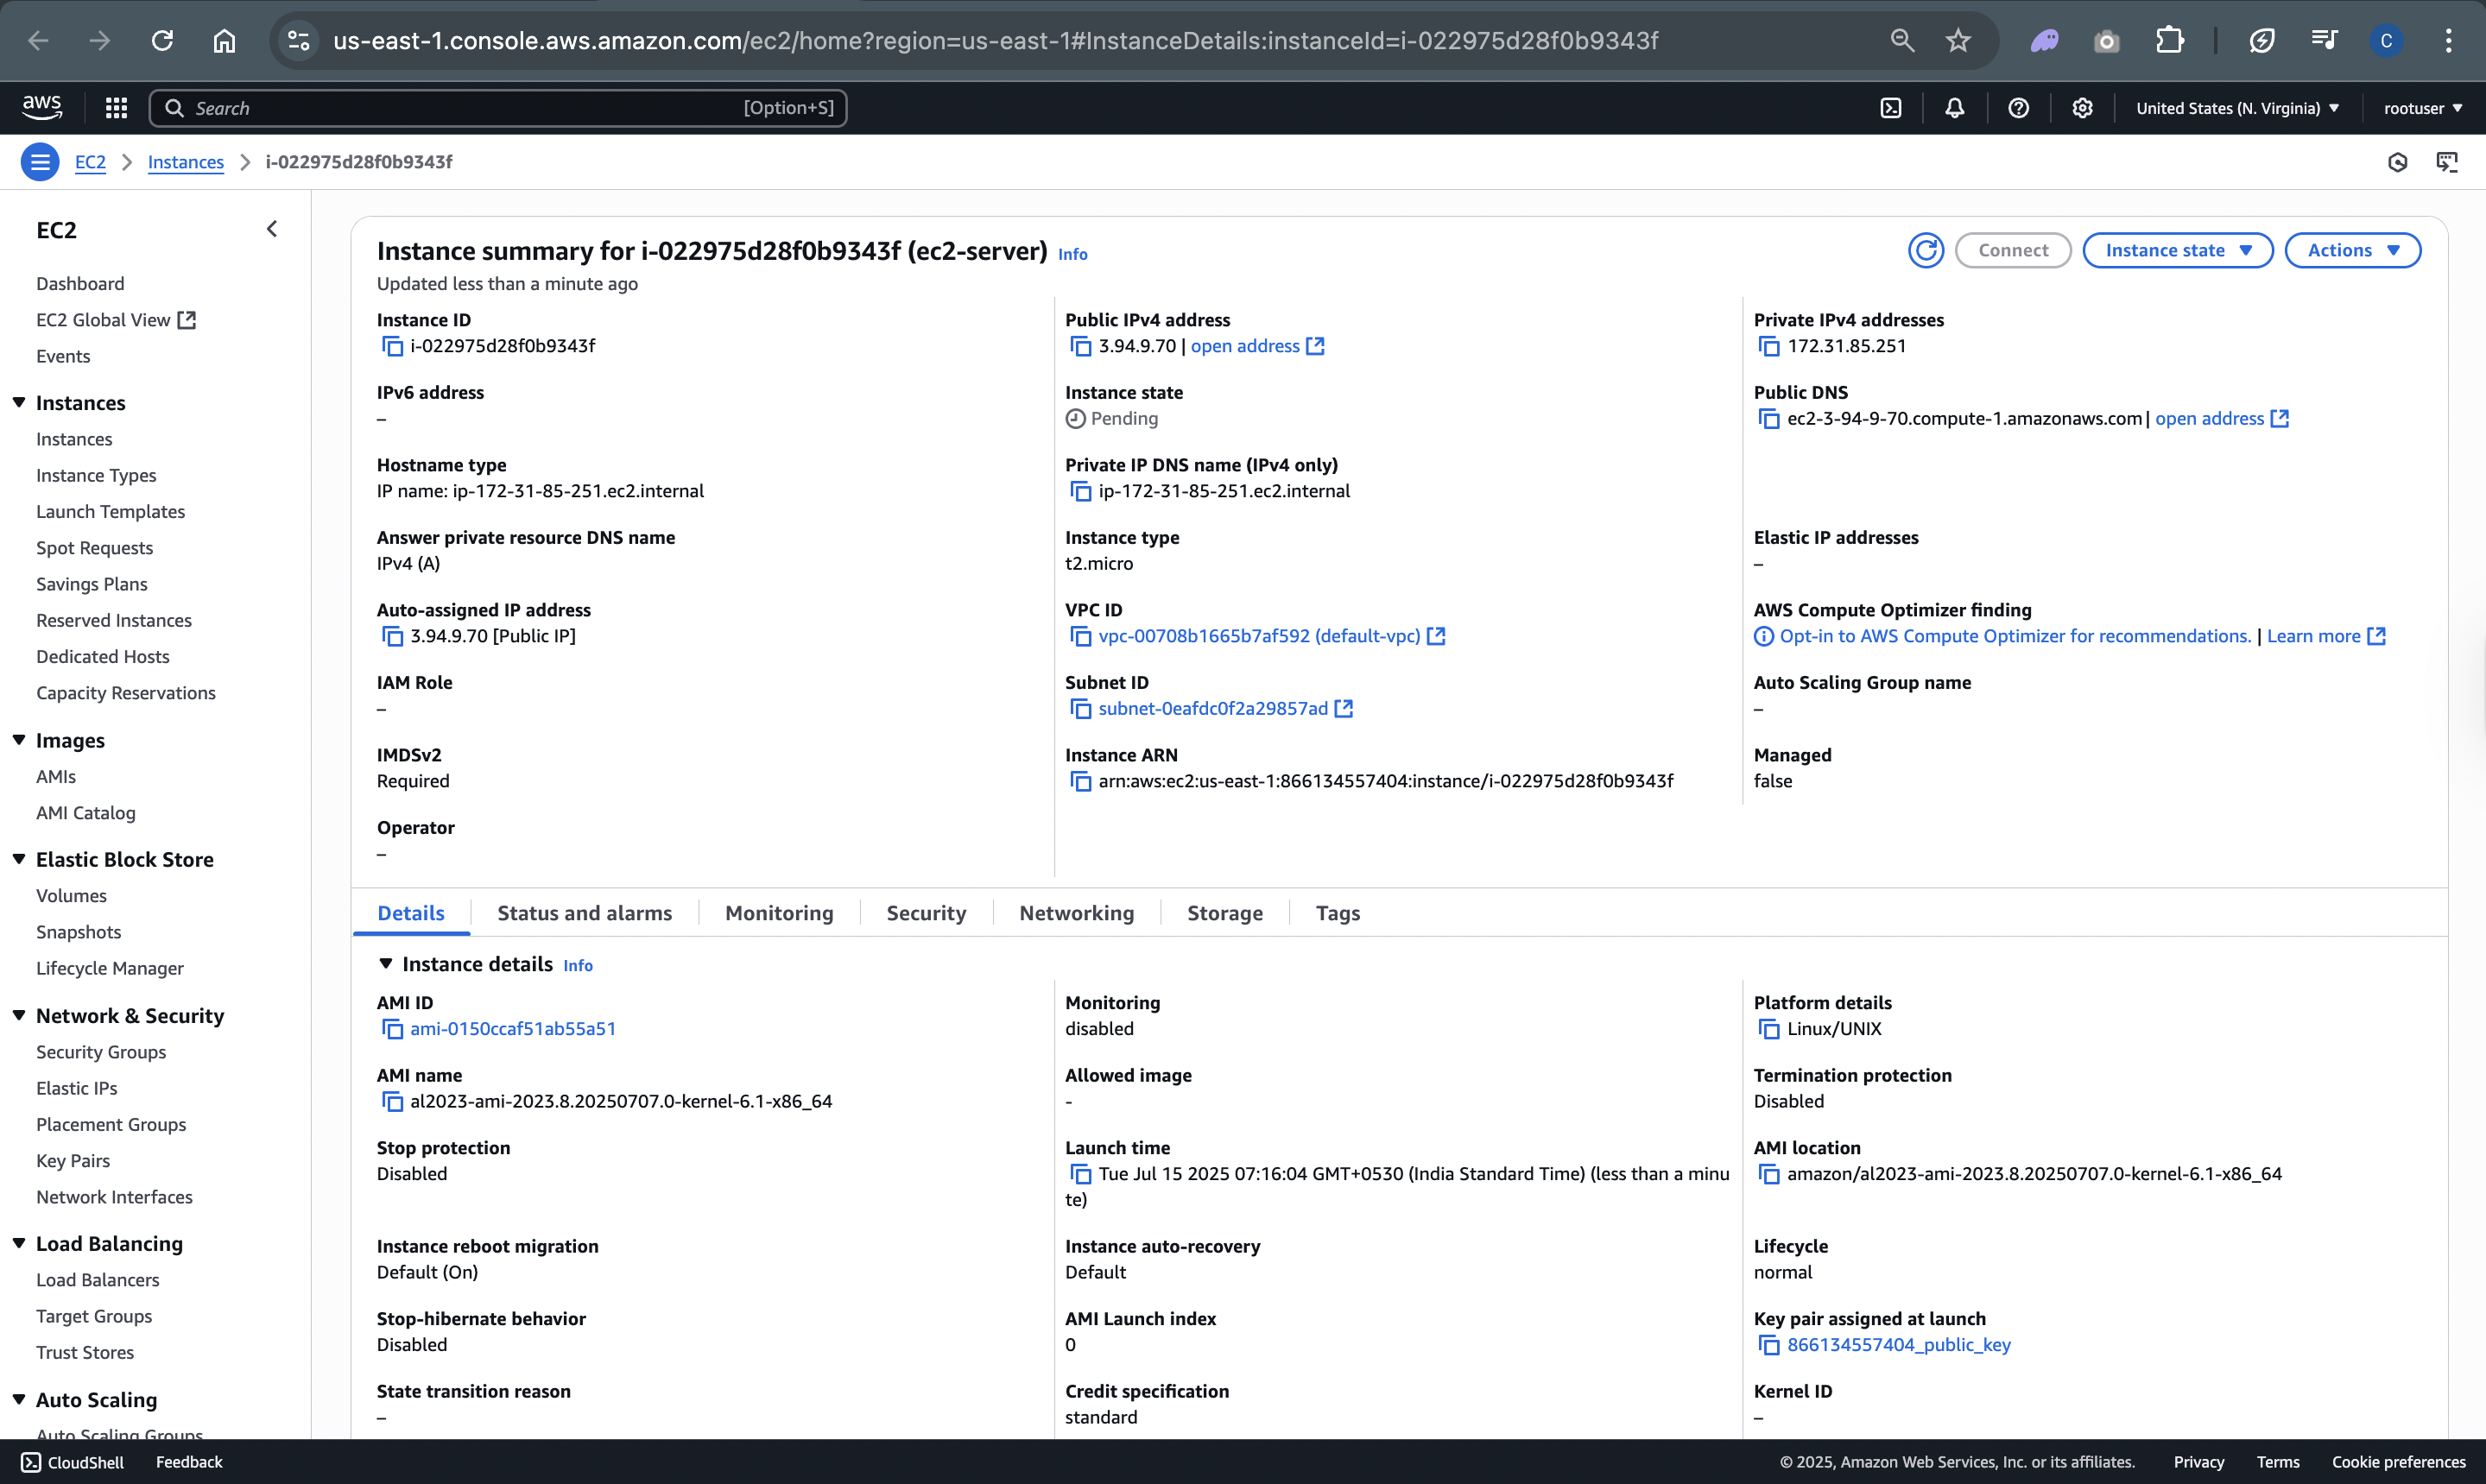 us-east-1.console.aws.amazon.com/ec2/home?region=us-east-1#InstanceDetails:instanceId=i-022975d28f0b9343f
C
aws
Search
[Option+S]
United States (N. Virginia)
rootuser
EC2
Instances
i-022975d28f0b9343f
EC2
Dashboard
EC2 Global View
Events
Instances
Instances
Instance Types
Launch Templates
Spot Requests
Savings Plans
Reserved Instances
Dedicated Hosts
Capacity Reservations
Images
AMIs
AMI Catalog
Elastic Block Store
Volumes
Snapshots
Lifecycle Manager
Network & Security
Security Groups
Elastic IPs
Placement Groups
Key Pairs
Network Interfaces
Load Balancing
Load Balancers
Target Groups
Trust Stores
Auto Scaling
Auto Scaling Groups
Instance summary for i-022975d28f0b9343f (ec2-server) Info
Updated less than a minute ago
Connect
Instance state
Actions
Instance ID
i-022975d28f0b9343f
Public IPv4 address
3.94.9.70 | open address
Private IPv4 addresses
172.31.85.251
IPv6 address
–
Instance state
Pending
Public DNS
ec2-3-94-9-70.compute-1.amazonaws.com | open address
Hostname type
IP name: ip-172-31-85-251.ec2.internal
Private IP DNS name (IPv4 only)
ip-172-31-85-251.ec2.internal
Answer private resource DNS name
IPv4 (A)
Instance type
t2.micro
Elastic IP addresses
–
Auto-assigned IP address
3.94.9.70 [Public IP]
VPC ID
vpc-00708b1665b7af592 (default-vpc)
AWS Compute Optimizer finding
Opt-in to AWS Compute Optimizer for recommendations. | Learn more
IAM Role
–
Subnet ID
subnet-0eafdc0f2a29857ad
Auto Scaling Group name
–
IMDSv2
Required
Instance ARN
arn:aws:ec2:us-east-1:866134557404:instance/i-022975d28f0b9343f
Managed
false
Operator
–
Details
Status and alarms
Monitoring
Security
Networking
Storage
Tags
Instance details Info
AMI ID
ami-0150ccaf51ab55a51
Monitoring
disabled
Platform details
Linux/UNIX
AMI name
al2023-ami-2023.8.20250707.0-kernel-6.1-x86_64
Allowed image
-
Termination protection
Disabled
Stop protection
Disabled
Launch time
Tue Jul 15 2025 07:16:04 GMT+0530 (India Standard Time) (less than a minu
te)
AMI location
amazon/al2023-ami-2023.8.20250707.0-kernel-6.1-x86_64
Instance reboot migration
Default (On)
Instance auto-recovery
Default
Lifecycle
normal
Stop-hibernate behavior
Disabled
AMI Launch index
0
Key pair assigned at launch
866134557404_public_key
State transition reason
–
Credit specification
standard
Kernel ID
–
CloudShell
Feedback
© 2025, Amazon Web Services, Inc. or its affiliates.
Privacy
Terms
Cookie preferences